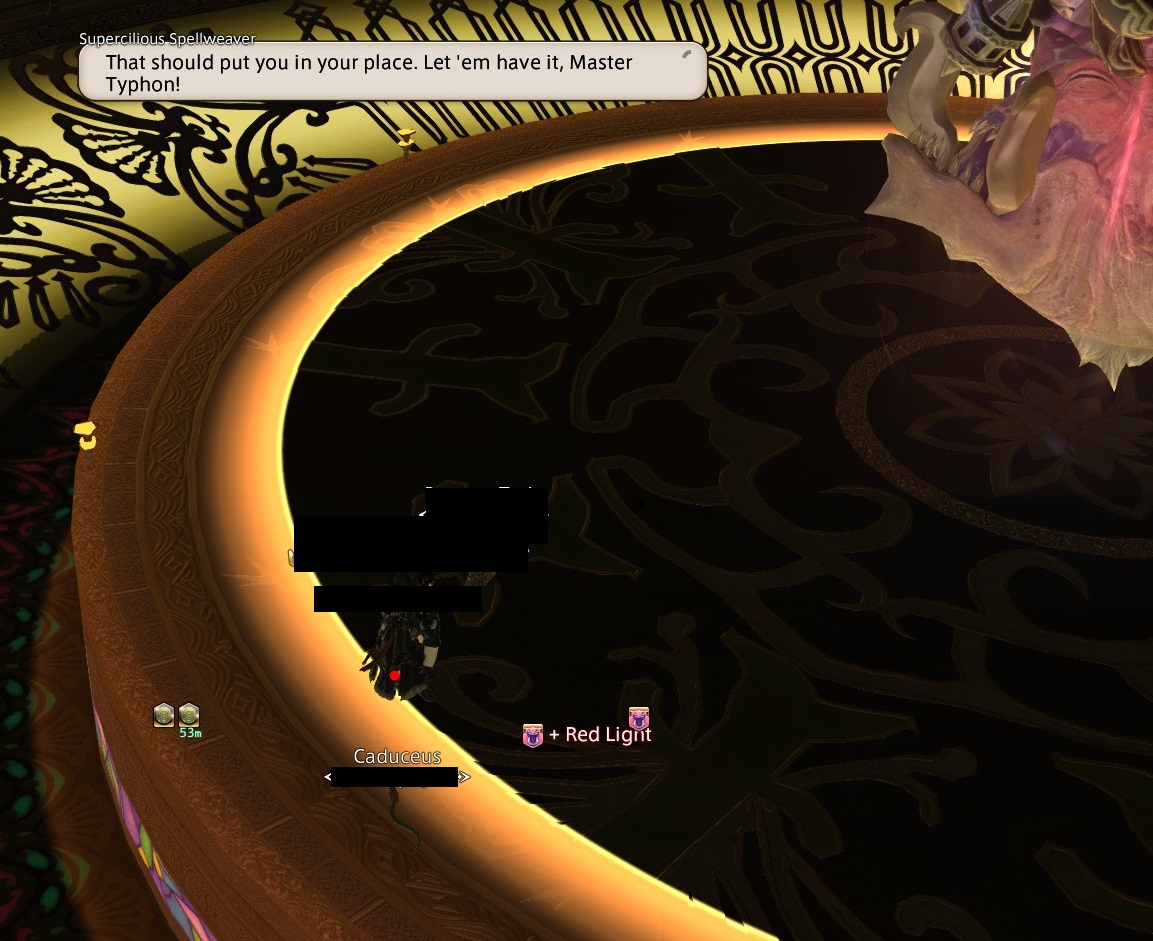 Supercilious Spellweaver
That should put you in your place. Let 'em have it, Master
Typhon!
+ Red Light
53m
Caduceus